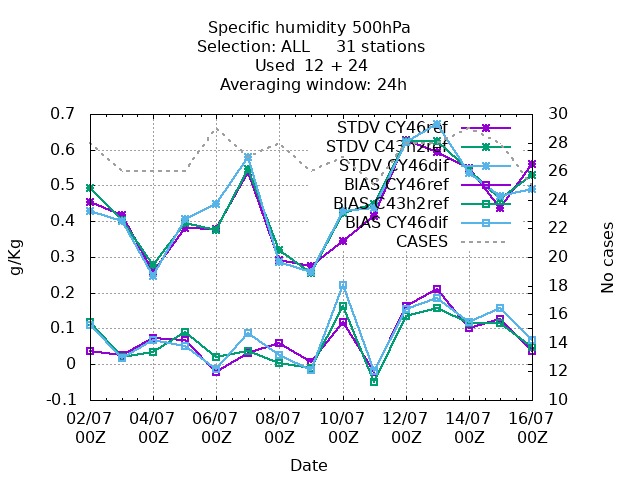 Specific humidity 500hPa
Selection: ALL 31 stations
Used 12 + 24
Averaging window: 24h
STDV CY46ref
STDV C43h2ref
STDV CY46dif
BIAS CY46ref
BIAS C43h2ref
BIAS CY46dif
CASES
g/Kg
0.7
0.6
0.5
0.4
0.3
0.2
0.1
0
-0.1
No cases
30
28
26
24
22
20
18
16
14
12
10
02/07 04/07 06/07 08/07 10/07 12/07 14/07 16/07
00Z 00Z 00Z 00Z 00Z 00Z 00Z 00Z
Date